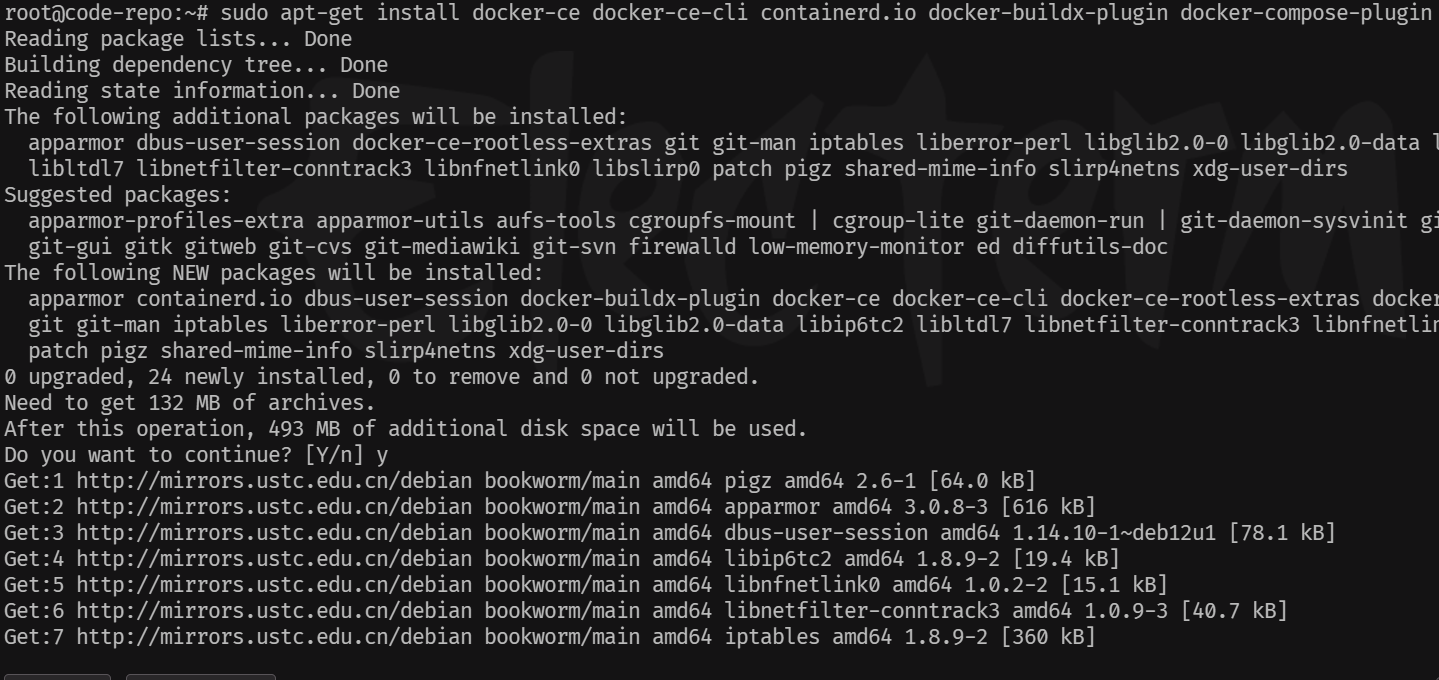 root@code-repo:~# sudo apt-get install docker-ce docker-ce-cli containerd.io docker-buildx-plugin docker-compose-plugin
Reading package lists... Done
Building dependency tree... Done
Reading state information... Done
The following additional packages will be installed:
  apparmor dbus-user-session docker-ce-rootless-extras git git-man iptables liberror-perl libglib2.0-0 libglib2.0-data l
  libltdl7 libnetfilter-conntrack3 libnfnetlink0 libslirp0 patch pigz shared-mime-info slirp4netns xdg-user-dirs
Suggested packages:
  apparmor-profiles-extra apparmor-utils aufs-tools cgroupfs-mount | cgroup-lite git-daemon-run | git-daemon-sysvinit gi
  git-gui gitk gitweb git-cvs git-mediawiki git-svn firewalld low-memory-monitor ed diffutils-doc
The following NEW packages will be installed:
  apparmor containerd.io dbus-user-session docker-buildx-plugin docker-ce docker-ce-cli docker-ce-rootless-extras docker
  git git-man iptables liberror-perl libglib2.0-0 libglib2.0-data libip6tc2 libltdl7 libnetfilter-conntrack3 libnfnetlin
  patch pigz shared-mime-info slirp4netns xdg-user-dirs
0 upgraded, 24 newly installed, 0 to remove and 0 not upgraded.
Need to get 132 MB of archives.
After this operation, 493 MB of additional disk space will be used.
Do you want to continue? [Y/n] y
Get:1 http://mirrors.ustc.edu.cn/debian bookworm/main amd64 pigz amd64 2.6-1 [64.0 kB]
Get:2 http://mirrors.ustc.edu.cn/debian bookworm/main amd64 apparmor amd64 3.0.8-3 [616 kB]
Get:3 http://mirrors.ustc.edu.cn/debian bookworm/main amd64 dbus-user-session amd64 1.14.10-1~deb12u1 [78.1 kB]
Get:4 http://mirrors.ustc.edu.cn/debian bookworm/main amd64 libip6tc2 amd64 1.8.9-2 [19.4 kB]
Get:5 http://mirrors.ustc.edu.cn/debian bookworm/main amd64 libnfnetlink0 amd64 1.0.2-2 [15.1 kB]
Get:6 http://mirrors.ustc.edu.cn/debian bookworm/main amd64 libnetfilter-conntrack3 amd64 1.0.9-3 [40.7 kB]
Get:7 http://mirrors.ustc.edu.cn/debian bookworm/main amd64 iptables amd64 1.8.9-2 [360 kB]
electerm